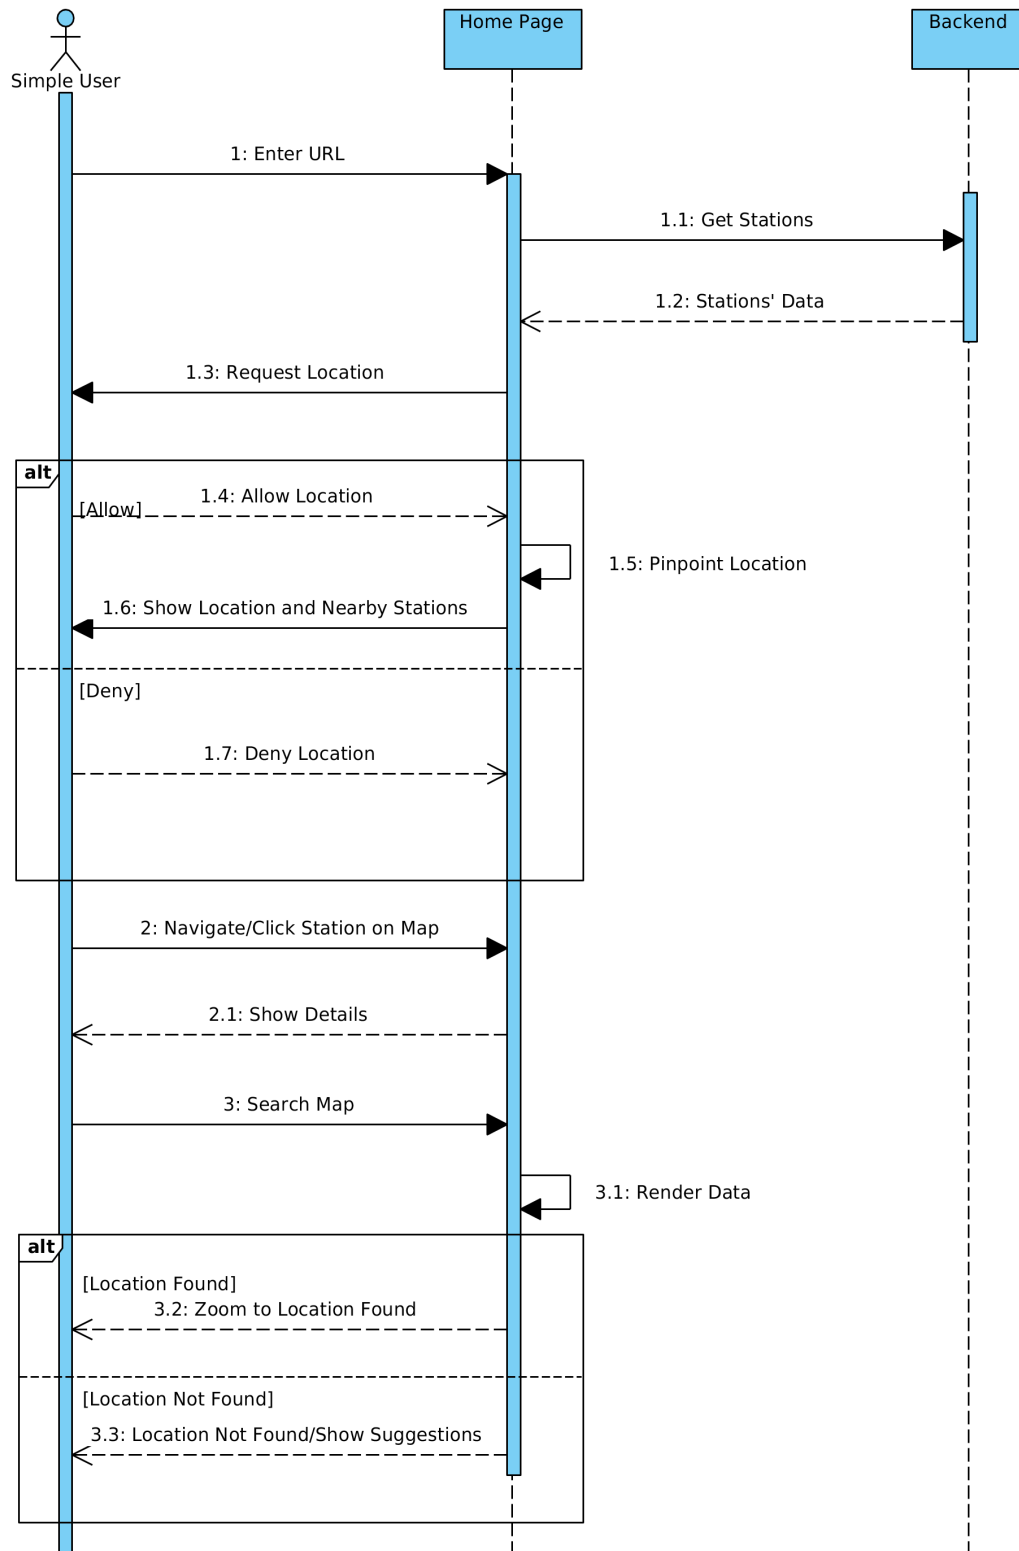 Simple User
Home Page
Backend
1: Enter URL
1.1: Get Stations
1.2: Stations' Data
1.3: Request Location
alt
1.4: Allow Location
[Allow]
1.5: Pinpoint Location
1.6: Show Location and Nearby Stations
[Deny]
1.7: Deny Location
2: Navigate/Click Station on Map
2.1: Show Details
3: Search Map
3.1: Render Data
alt
[Location Found]
3.2: Zoom to Location Found
[Location Not Found]
3.3: Location Not Found/Show Suggestions